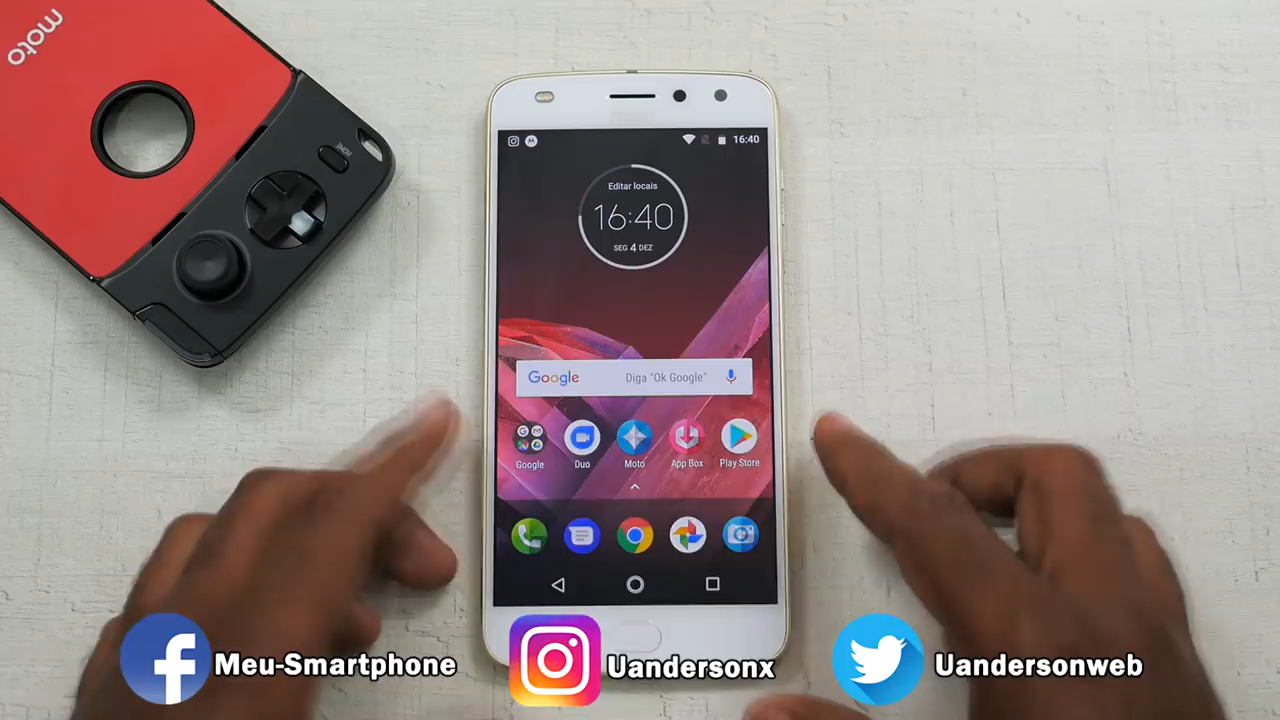 moto
HOME
16:40
Editar locais
16:40
SEG 4 DEZ
Google
Diga "Ok Google"
Google
Duo
Moto
App Box
Play Store
Meu-Smartphone
Uandersonx
Uandersonweb